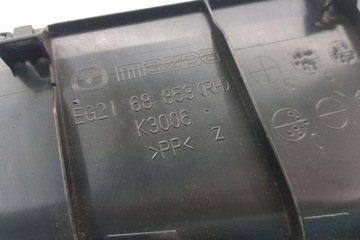 mazda
EG21 68 853(RH)
K3006
>PP< Z